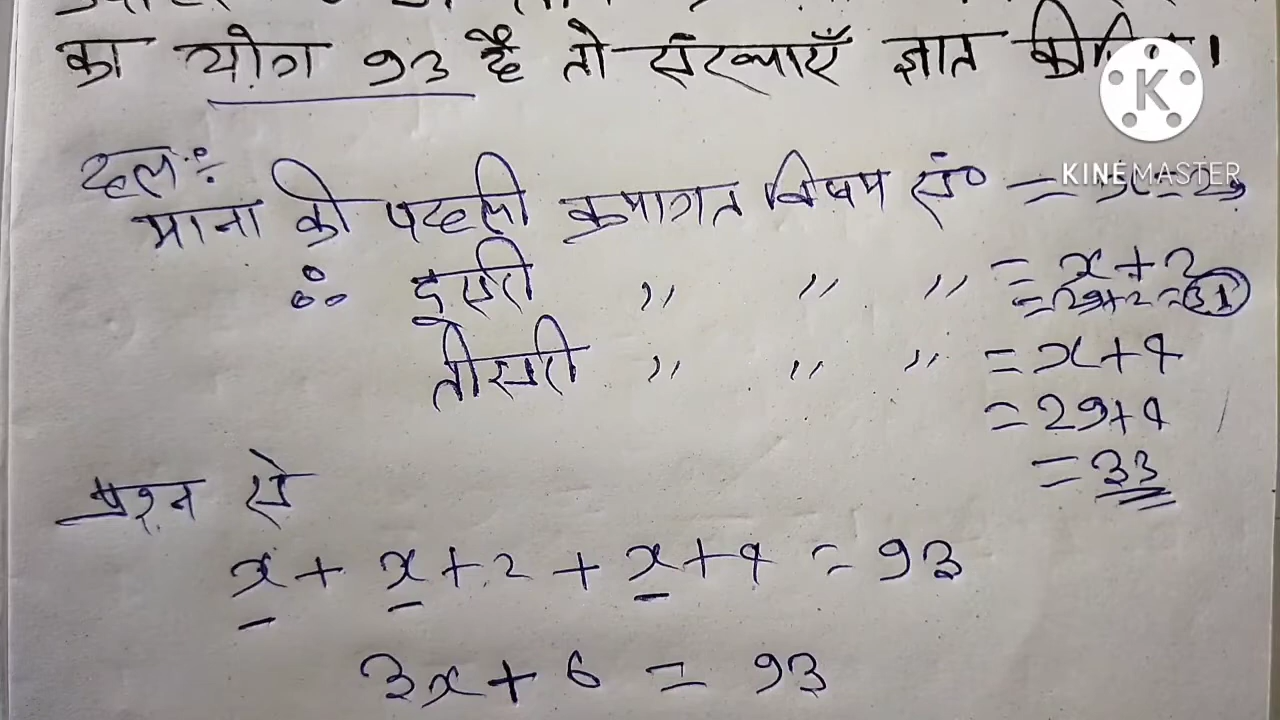 का योग 93 है तो संख्याएँ ज्ञात
K
KINEMASTER
हल :-
माना की पहली क्रमागत विषम सं० = x = 29
∴ दूसरी ,, ,, ,, = x + 2
= 29+2 = 31
तीसरी ,, ,, ,, = x+4
= 29+4
= 33
प्रश्न से
x + x + 2 + x + 4 = 93
3x + 6 = 93